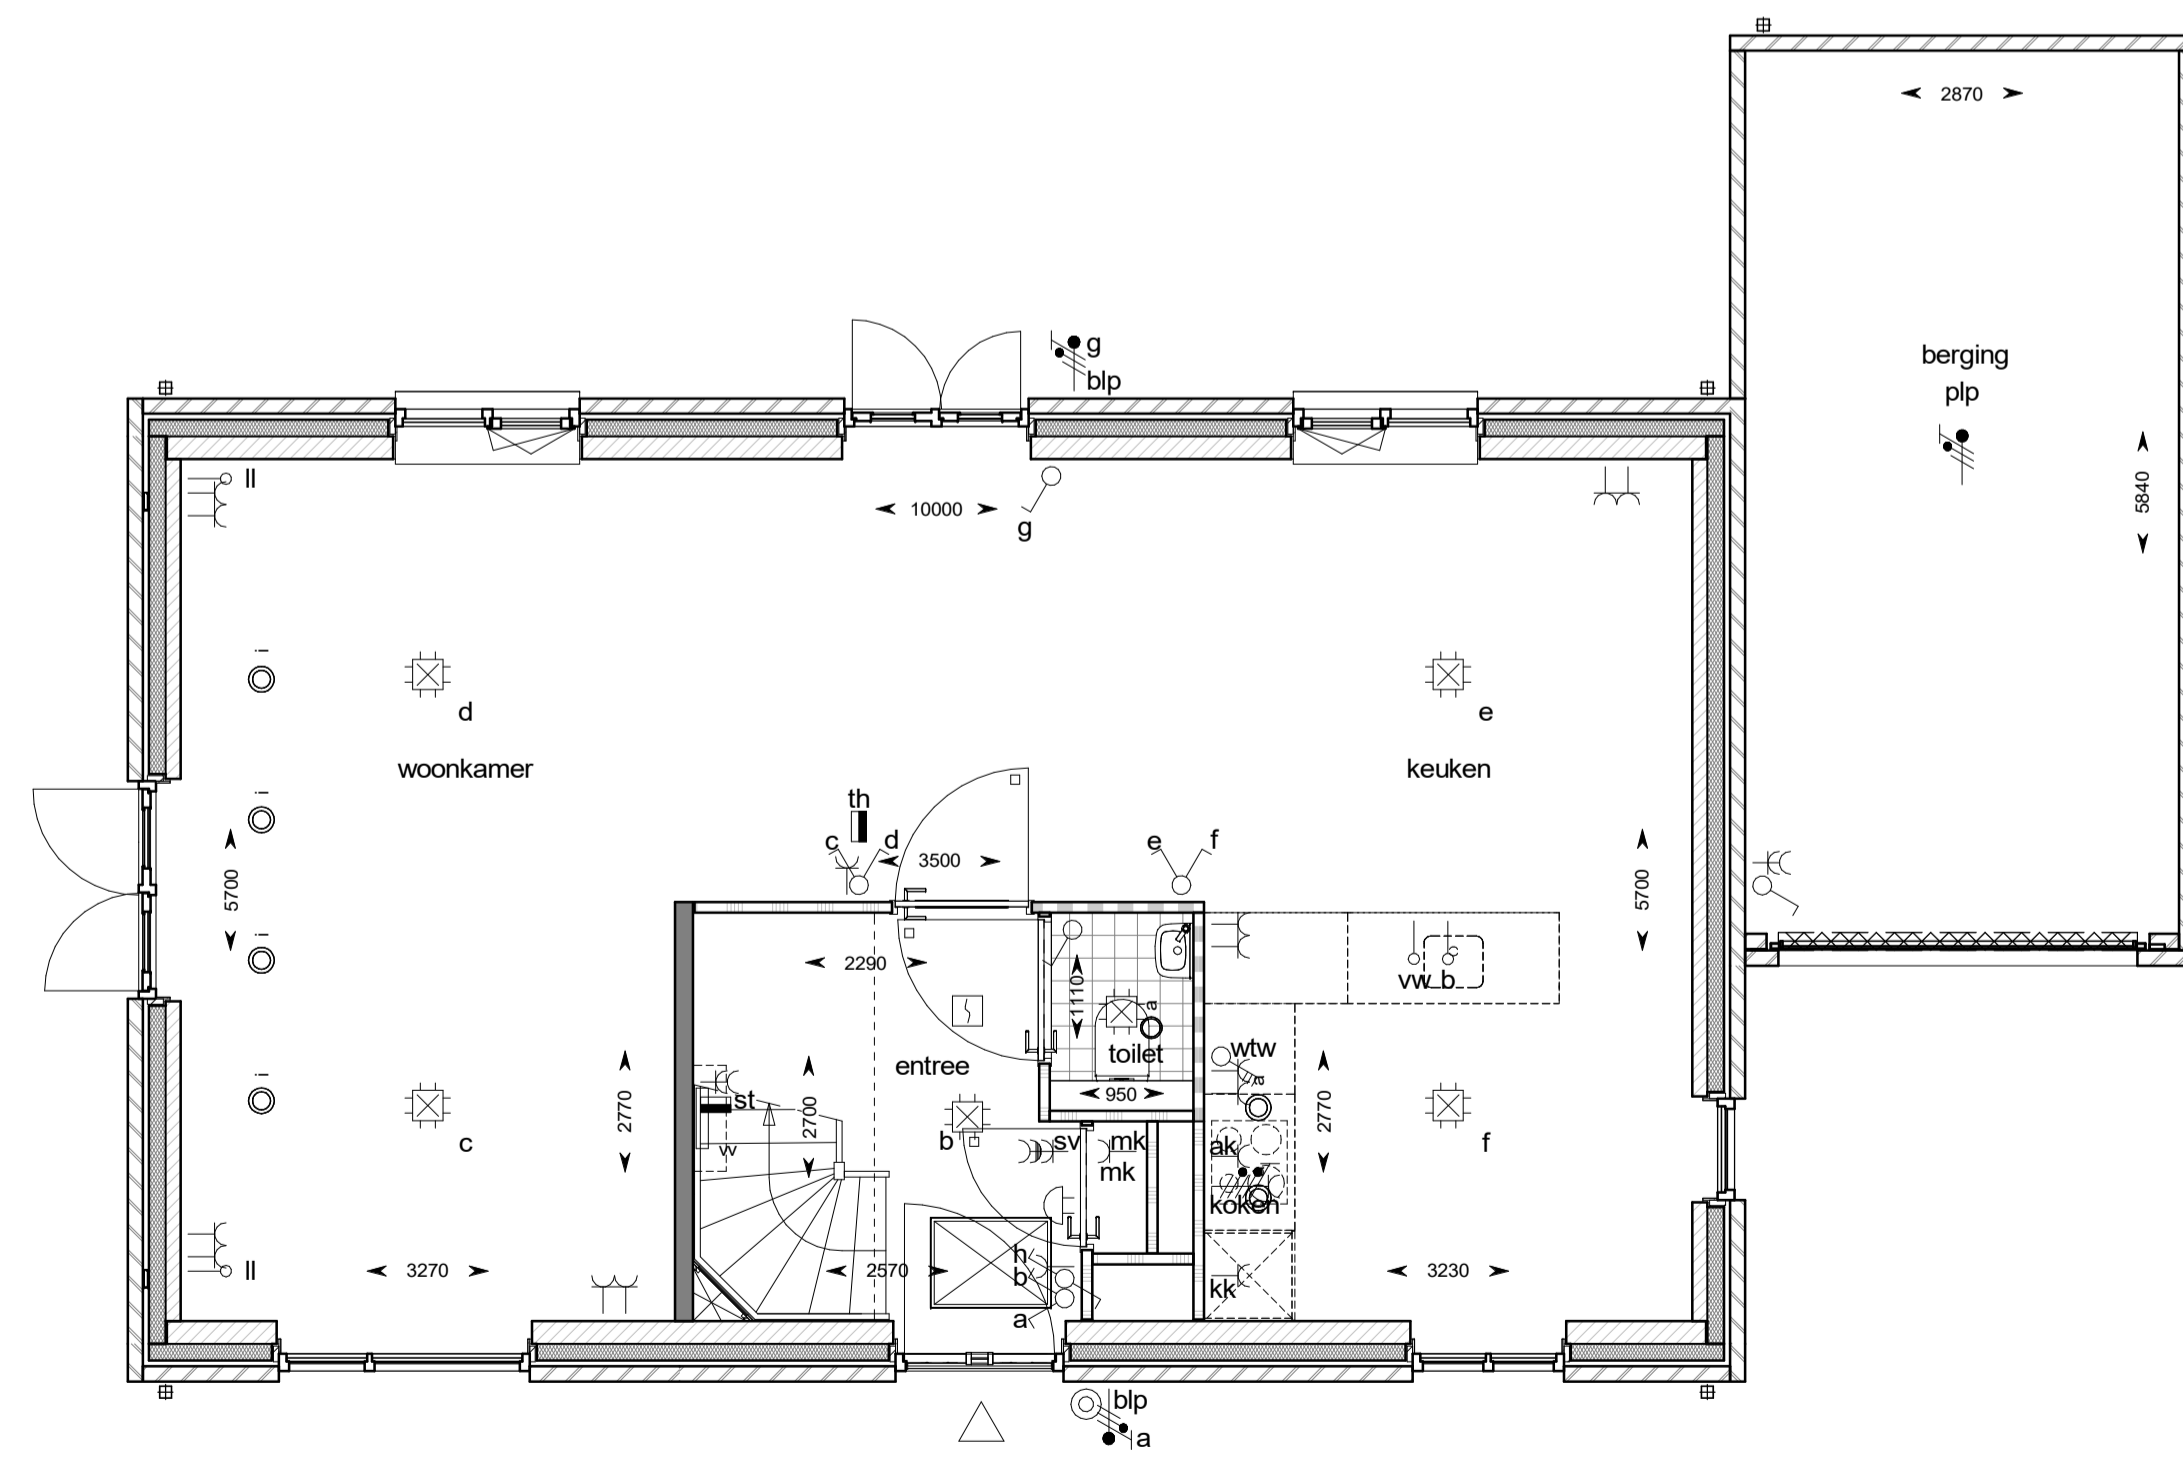 2870
g
blp
berging
plp
ll
10000
g
5840
i
d
e
woonkamer
keuken
i
th
c
d
3500
e
f
5700
5700
i
2290
1110
a
vw b
entree
toilet
wtw
a
i
st
2770
2700
950
2770
c
b
sv
mk
mk
ak
f
vv
koken
h
b
a
ll
3270
2570
kk
3230
blp
a